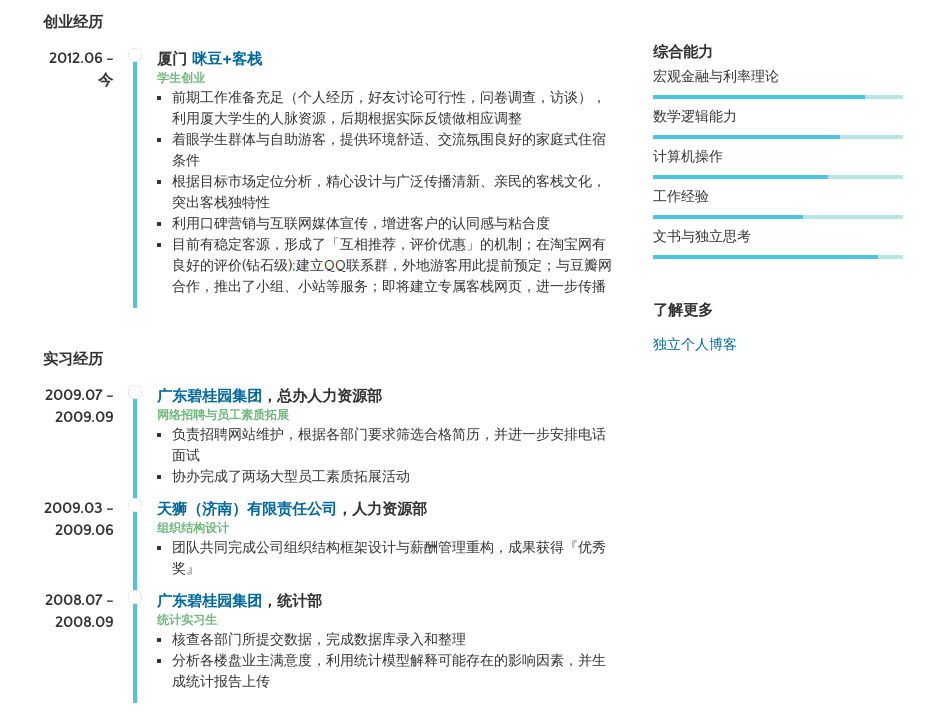 创业经历
2012.06 –
今
厦门 咪豆+客栈
学生创业
前期工作准备充足（个人经历，好友讨论可行性，问卷调查，访谈），
利用厦大学生的人脉资源，后期根据实际反馈做相应调整
着眼学生群体与自助游客，提供环境舒适、交流氛围良好的家庭式住宿
条件
根据目标市场定位分析，精心设计与广泛传播清新、亲民的客栈文化，
突出客栈独特性
利用口碑营销与互联网媒体宣传，增进客户的认同感与粘合度
目前有稳定客源，形成了「互相推荐，评价优惠」的机制；在淘宝网有
良好的评价(钻石级);建立QQ联系群，外地游客用此提前预定；与豆瓣网
合作，推出了小组、小站等服务；即将建立专属客栈网页，进一步传播
实习经历
2009.07 –
2009.09
广东碧桂园集团，总办人力资源部
网络招聘与员工素质拓展
负责招聘网站维护，根据各部门要求筛选合格简历，并进一步安排电话
面试
协办完成了两场大型员工素质拓展活动
2009.03 –
2009.06
天狮（济南）有限责任公司，人力资源部
组织结构设计
团队共同完成公司组织结构框架设计与薪酬管理重构，成果获得『优秀
奖』
2008.07 –
2008.09
广东碧桂园集团，统计部
统计实习生
核查各部门所提交数据，完成数据库录入和整理
分析各楼盘业主满意度，利用统计模型解释可能存在的影响因素，并生
成统计报告上传
综合能力
宏观金融与利率理论
数学逻辑能力
计算机操作
工作经验
文书与独立思考
了解更多
独立个人博客